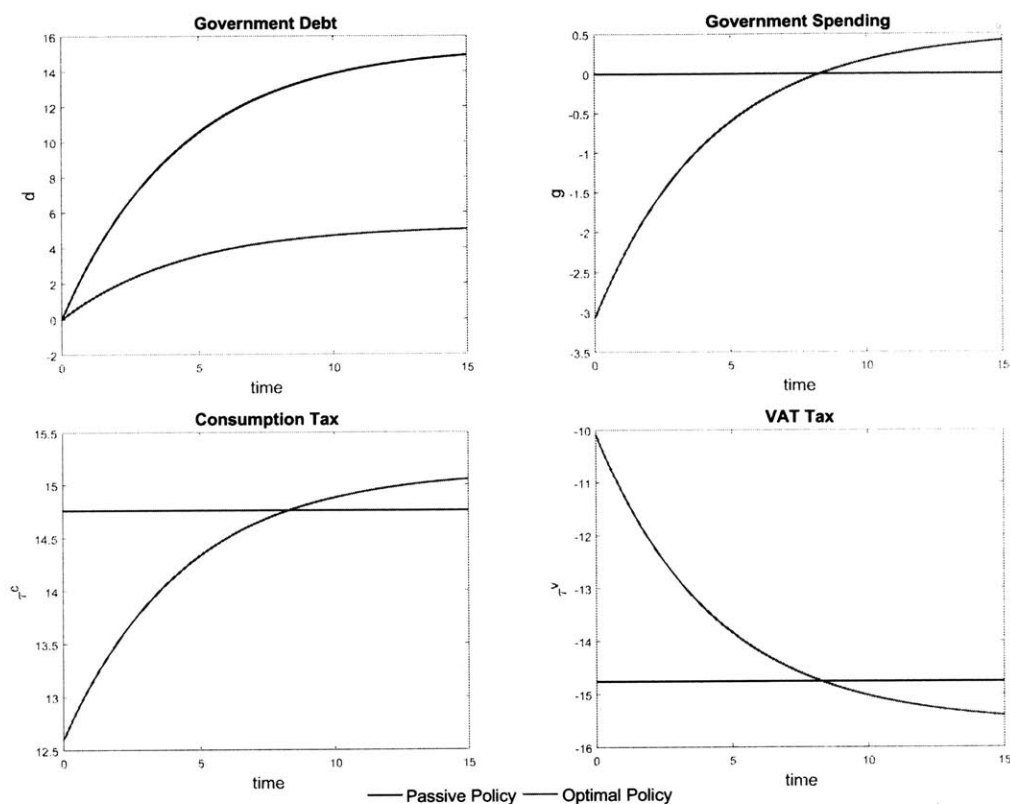 Government Debt
16
14
12
10
8
6
4
2
0
-2
d
0 5 10 15
time
Government Spending
0.5
0
-0.5
-1
-1.5
-2
-2.5
-3
-3.5
g
0 5 10 15
time
Consumption Tax
15.5
15
14.5
14
13.5
13
12.5
τᶜ
0 5 10 15
time
VAT Tax
-10
-11
-12
-13
-14
-15
-16
τᵛ
0 5 10 15
time
Passive Policy Optimal Policy